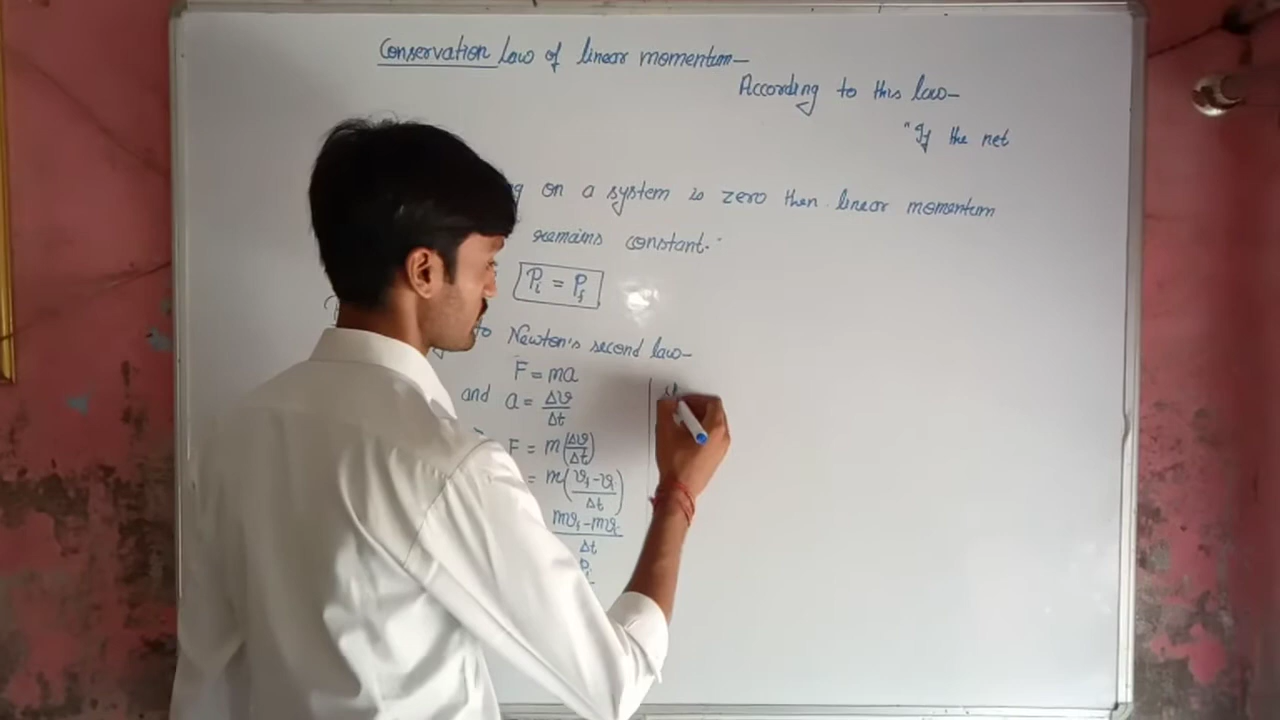 Conservation Law of linear momentum—
According to this law—
"If the net
on a system is zero then linear momentum
remains constant."
Pi = Pf
to Newton's second law—
F = ma
and a = Δv/Δt
F = m(Δv/Δt)
= m(vf-vi/Δt)
mvf-mvi/Δt